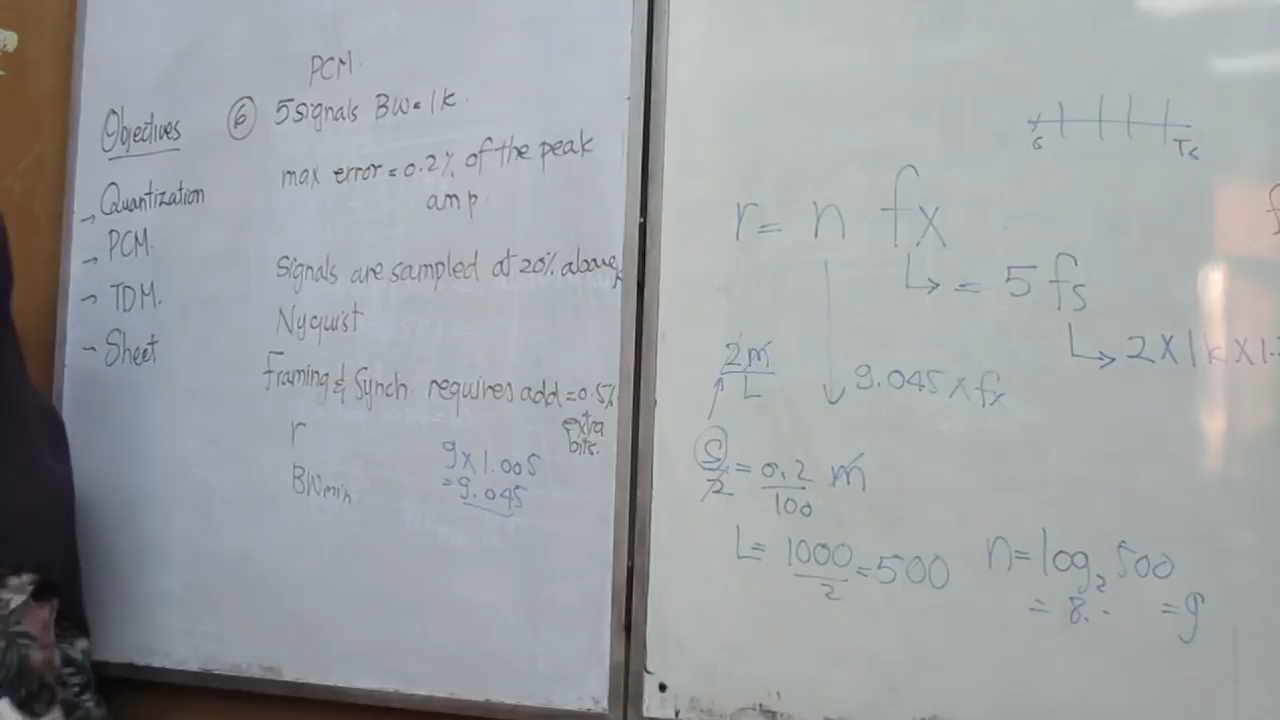 PCM.
Objectives
→ Quantization
→ PCM.
→ TDM.
→ Sheet
⑥ 5 signals BW = 1k.
max error = 0.2% of the peak
amp.
Signals are sampled at 20% above
Nyquist
Framing & Synch. requires add = 0.5%
extra
bits.
r
BWmin.
9 X 1.005
= 9.045
Ts
r = n fx
↳ = 5 fs
↳ 2 X 1k X 1.
9.045 X fx
2m/L
S/2 = 0.2/100 m
L = 1000/2 = 500
n = log₂ 500
= 8.. = 9